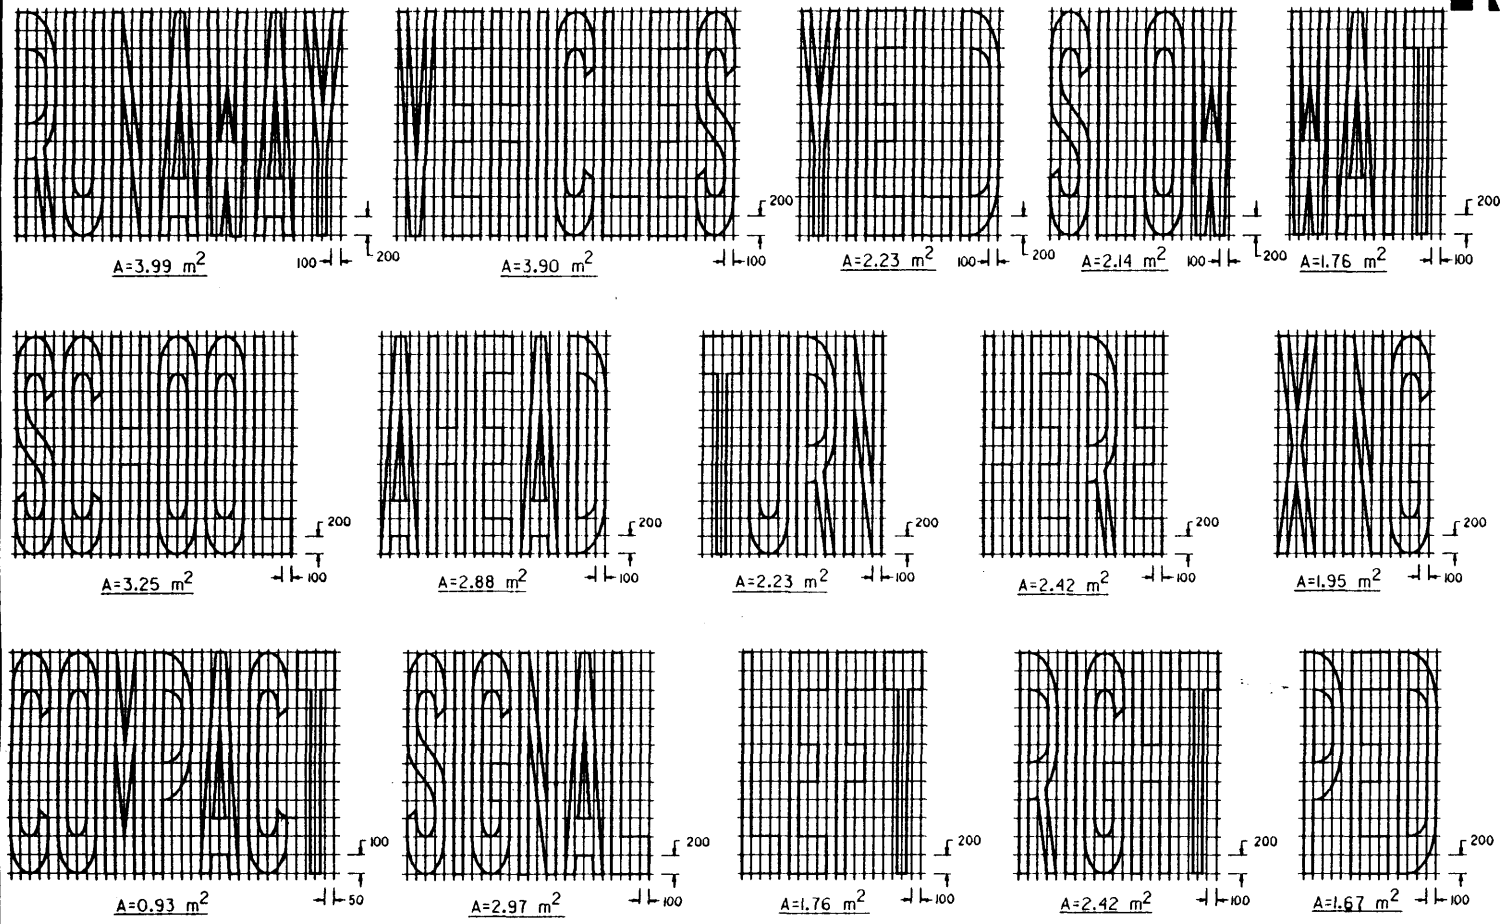 RUNAWAY VEHICLES YIELD SLOW WAIT
200 200
200 200 200
A=3.99 m² 100 A=3.90 m² 100 A=2.23 m² 100 A=2.14 m² 100 A=1.76 m² 100
SCHOOL AHEAD TURN HERE XING
200 200 200 200 200
A=3.25 m² 100 A=2.88 m² 100 A=2.23 m² 100 A=2.42 m² 100 A=1.95 m² 100
COMPACT SIGNAL LEFT RIGHT PED
100 200 200 200 200
A=0.93 m² 50 A=2.97 m² 100 A=1.76 m² 100 A=2.42 m² 100 A=1.67 m² 100